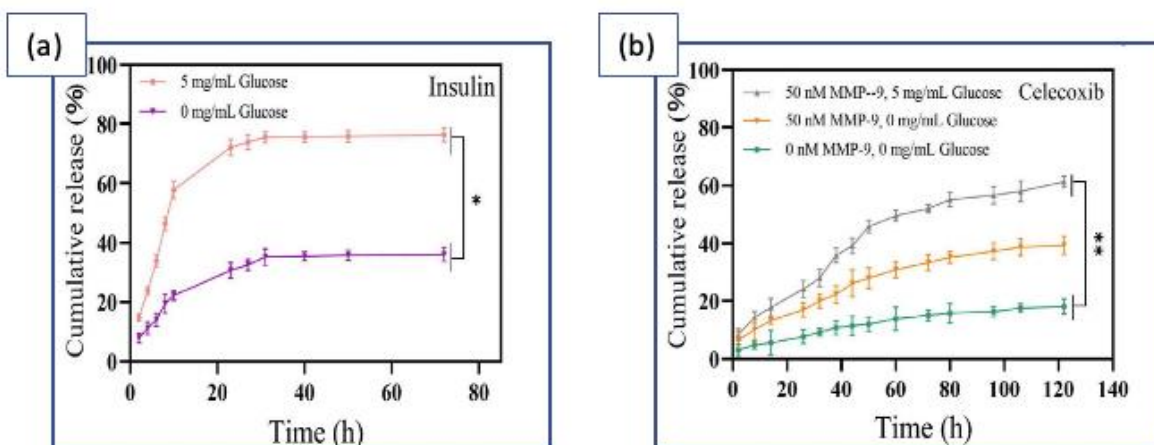 (a)
100
80
60
40
20
0
Cumulative release (%)
5 mg/mL Glucose
0 mg/mL Glucose
Insulin
*
0 20 40 60 80
Time (h)
(b)
100
80
60
40
20
0
Cumulative release (%)
50 nM MMP--9, 5 mg/mL Glucose
50 nM MMP-9, 0 mg/mL Glucose
0 nM MMP-9, 0 mg/mL Glucose
Celecoxib
**
0 20 40 60 80 100 120 140
Time (h)